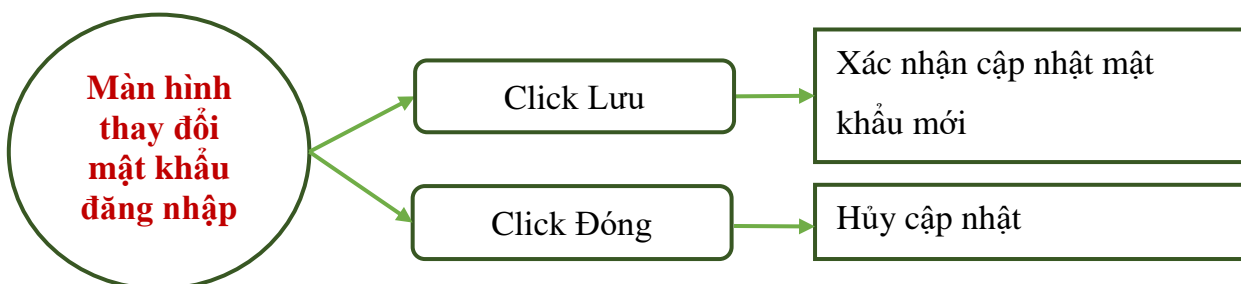 Màn hình
thay đổi
mật khẩu
đăng nhập
Click Lưu
Xác nhận cập nhật mật
khẩu mới
Click Đóng
Hủy cập nhật